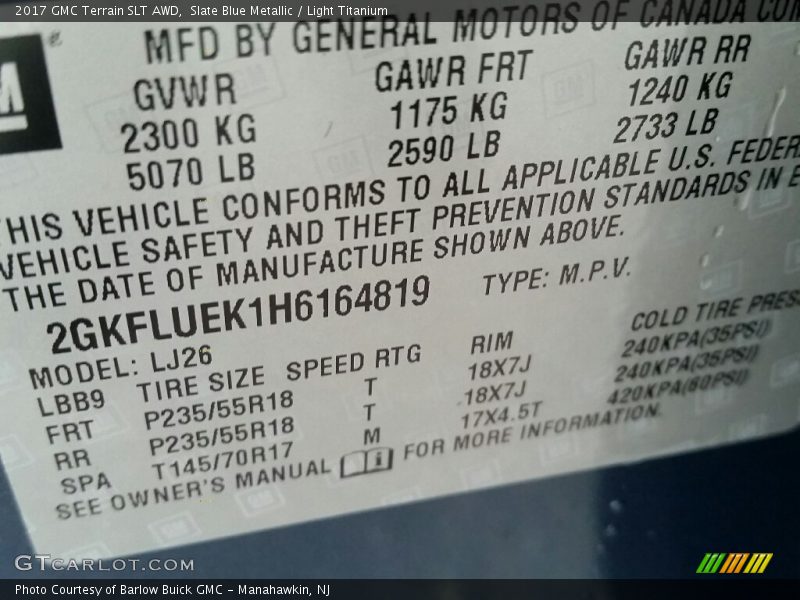 2017 GMC Terrain SLT AWD, Slate Blue Metallic / Light Titanium
MFD BY GENERAL MOTORS OF CANADA COM
GVWR GAWR FRT GAWR RR
2300 KG 1175 KG 1240 KG
5070 LB 2590 LB 2733 LB
THIS VEHICLE CONFORMS TO ALL APPLICABLE U.S. FEDER
VEHICLE SAFETY AND THEFT PREVENTION STANDARDS IN E
THE DATE OF MANUFACTURE SHOWN ABOVE.
2GKFLUEK1H6164819 TYPE: M.P.V.
MODEL: LJ26
LBB9 TIRE SIZE SPEED RTG RIM COLD TIRE PRES
FRT P235/55R18 T 18X7J 240KPA(35PSI)
RR P235/55R18 T 18X7J 240KPA(35PSI)
SPA T145/70R17 M 17X4.5T 420KPA(60PSI)
SEE OWNER'S MANUAL FOR MORE INFORMATION.
GTCARLOT.COM
Photo Courtesy of Barlow Buick GMC - Manahawkin, NJ